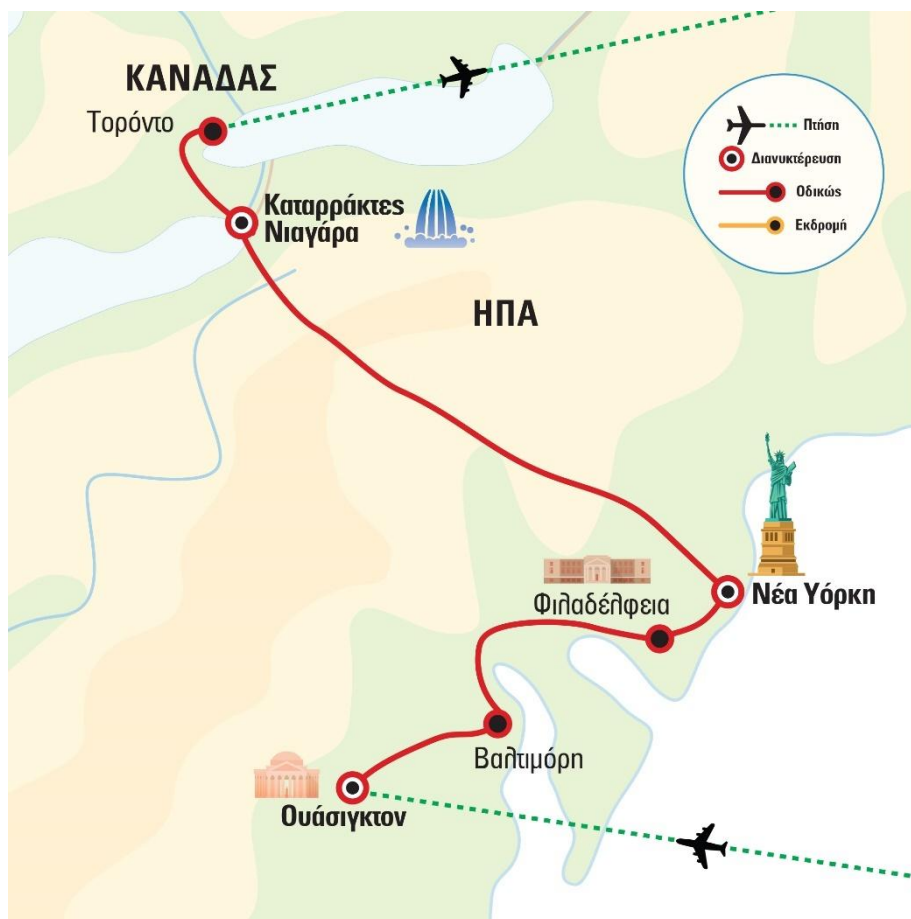 ΚΑΝΑΔΑΣ
Τορόντο
Πτήση
Διανυκτέρευση
Οδικώς
Εκδρομή
Καταρράκτες
Νιαγάρα
ΗΠΑ
Φιλαδέλφεια
Νέα Υόρκη
Βαλτιμόρη
Ουάσιγκτον